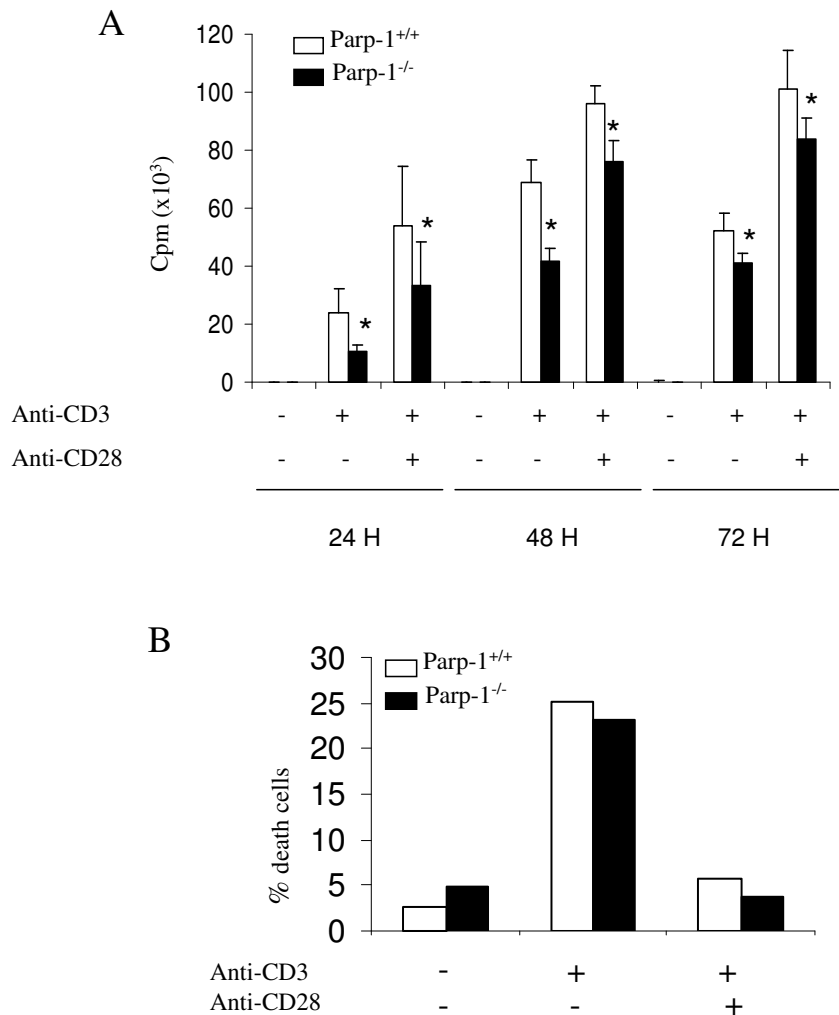 A
Parp-1+/+
Parp-1-/-
120
100
80
60
40
20
0
Cpm (x10³)
* * * * * *
Anti-CD3 - + + - + + - + +
Anti-CD28 - - + - - + - - +
24 H 48 H 72 H
B
Parp-1+/+
Parp-1-/-
30
25
20
15
10
5
0
% death cells
Anti-CD3 - + +
Anti-CD28 - - +